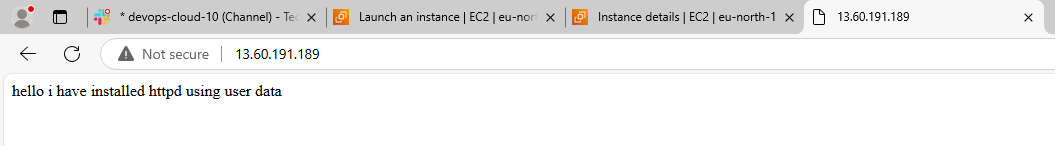 * devops-cloud-10 (Channel) - Tec
Launch an instance | EC2 | eu-nort
Instance details | EC2 | eu-north-1
13.60.191.189
Not secure | 13.60.191.189
hello i have installed httpd using user data